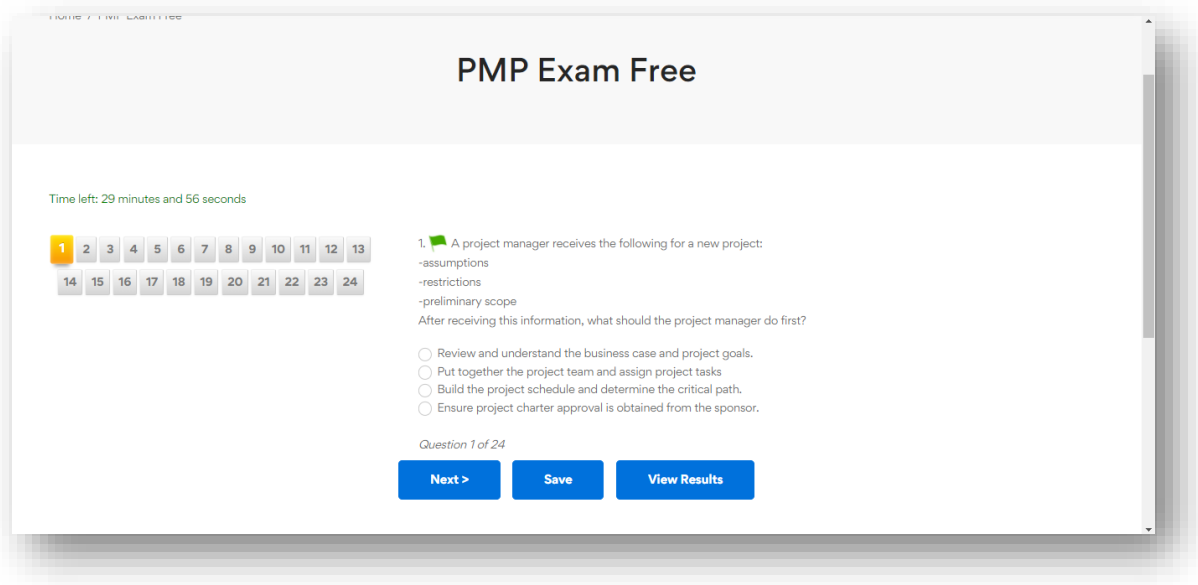 Home / PMP Exam Free
PMP Exam Free
Time left: 29 minutes and 56 seconds
1 2 3 4 5 6 7 8 9 10 11 12 13
14 15 16 17 18 19 20 21 22 23 24
1. A project manager receives the following for a new project:
-assumptions
-restrictions
-preliminary scope
After receiving this information, what should the project manager do first?
Review and understand the business case and project goals.
Put together the project team and assign project tasks
Build the project schedule and determine the critical path.
Ensure project charter approval is obtained from the sponsor.
Question 1 of 24
Next >
Save
View Results